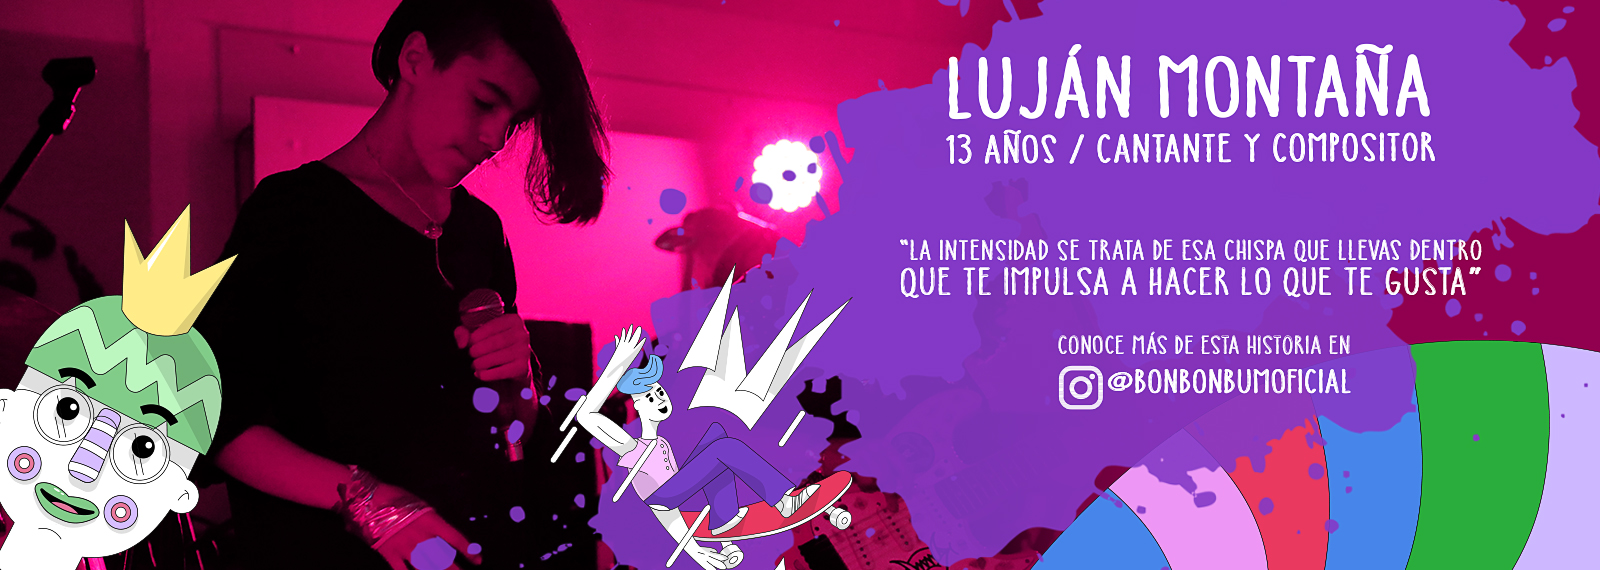 LUJÁN MONTAÑA
13 AÑOS / CANTANTE Y COMPOSITOR
"LA INTENSIDAD SE TRATA DE ESA CHISPA QUE LLEVAS DENTRO
QUE TE IMPULSA A HACER LO QUE TE GUSTA"
CONOCE MÁS DE ESTA HISTORIA EN
@BONBONBUMOFICIAL